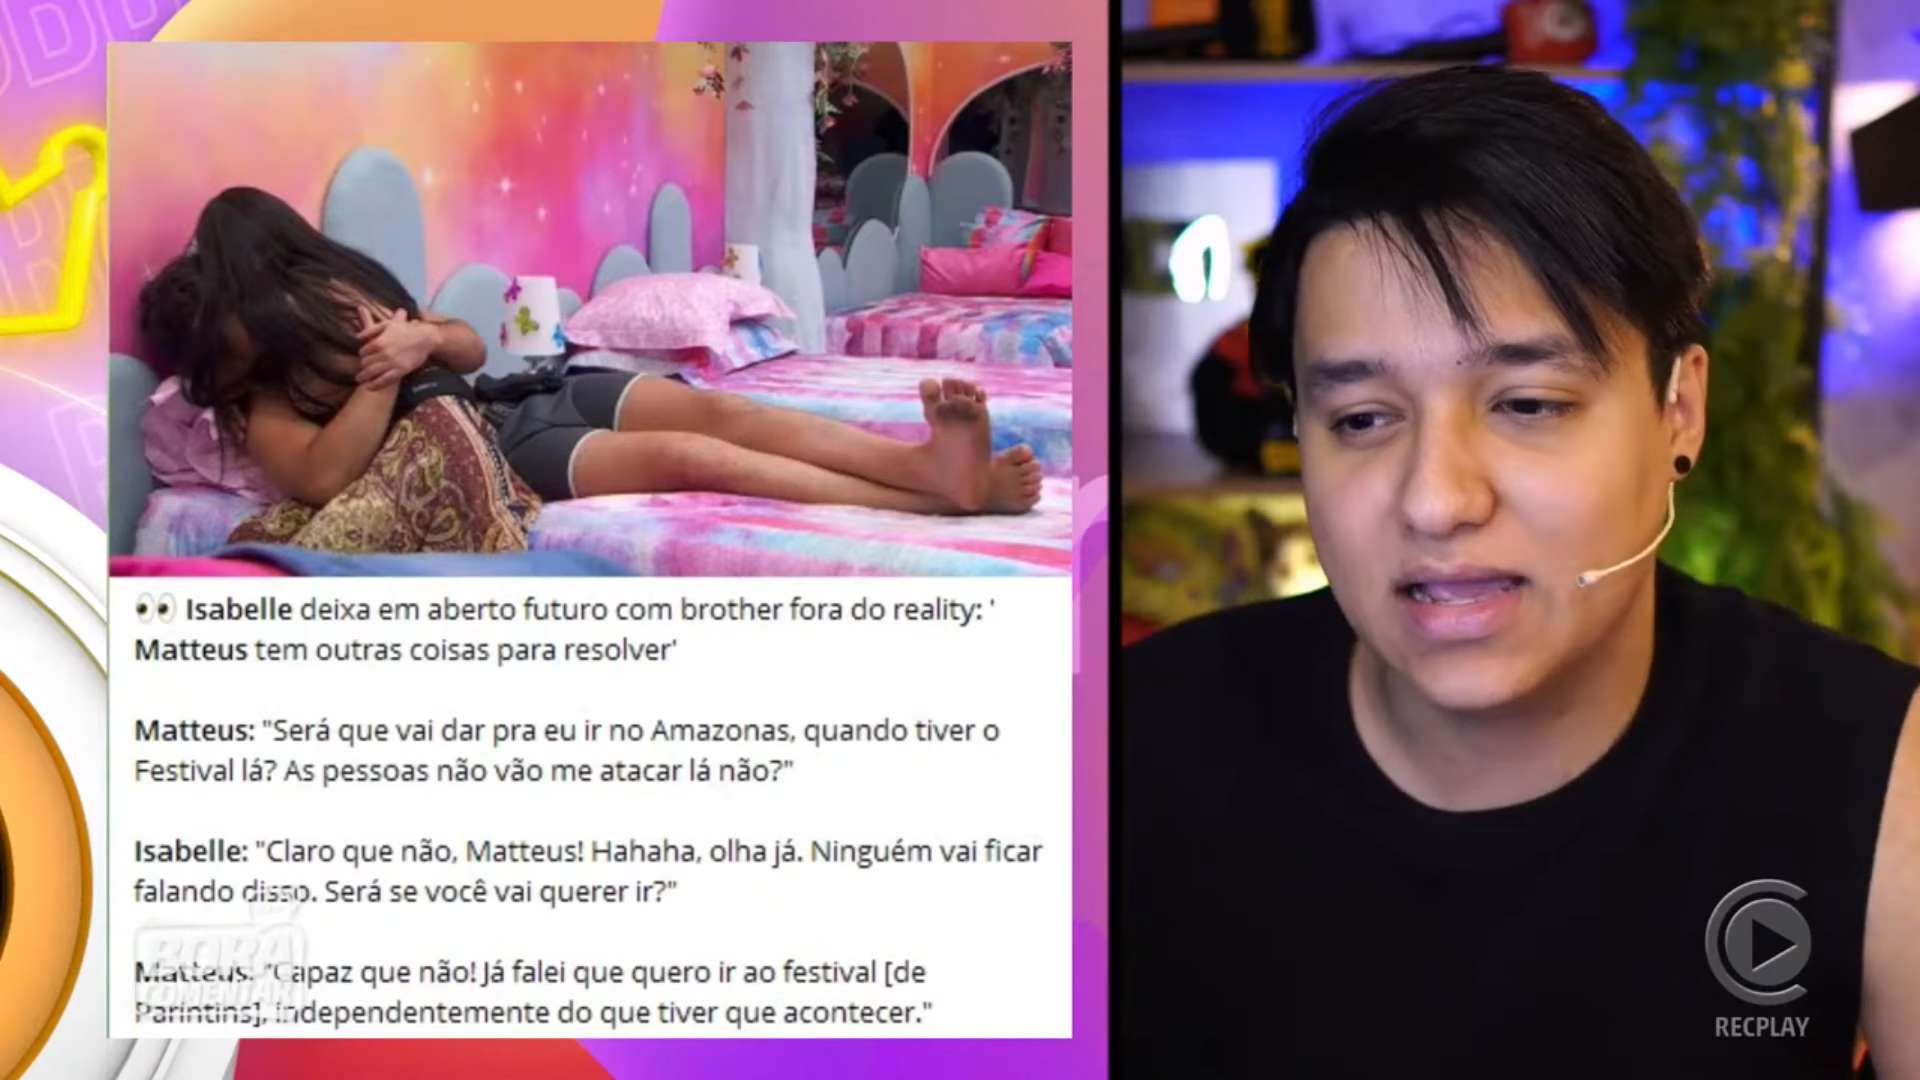 👀 Isabelle deixa em aberto futuro com brother fora do reality: '
Matteus tem outras coisas para resolver'
Matteus: "Será que vai dar pra eu ir no Amazonas, quando tiver o
Festival lá? As pessoas não vão me atacar lá não?"
Isabelle: "Claro que não, Matteus! Hahaha, olha já. Ninguém vai ficar
falando disso. Será se você vai querer ir?"
Matteus: "Capaz que não! Já falei que quero ir ao festival [de
Parintins], independentemente do que tiver que acontecer."
BORA
COMENTAR
RECPLAY